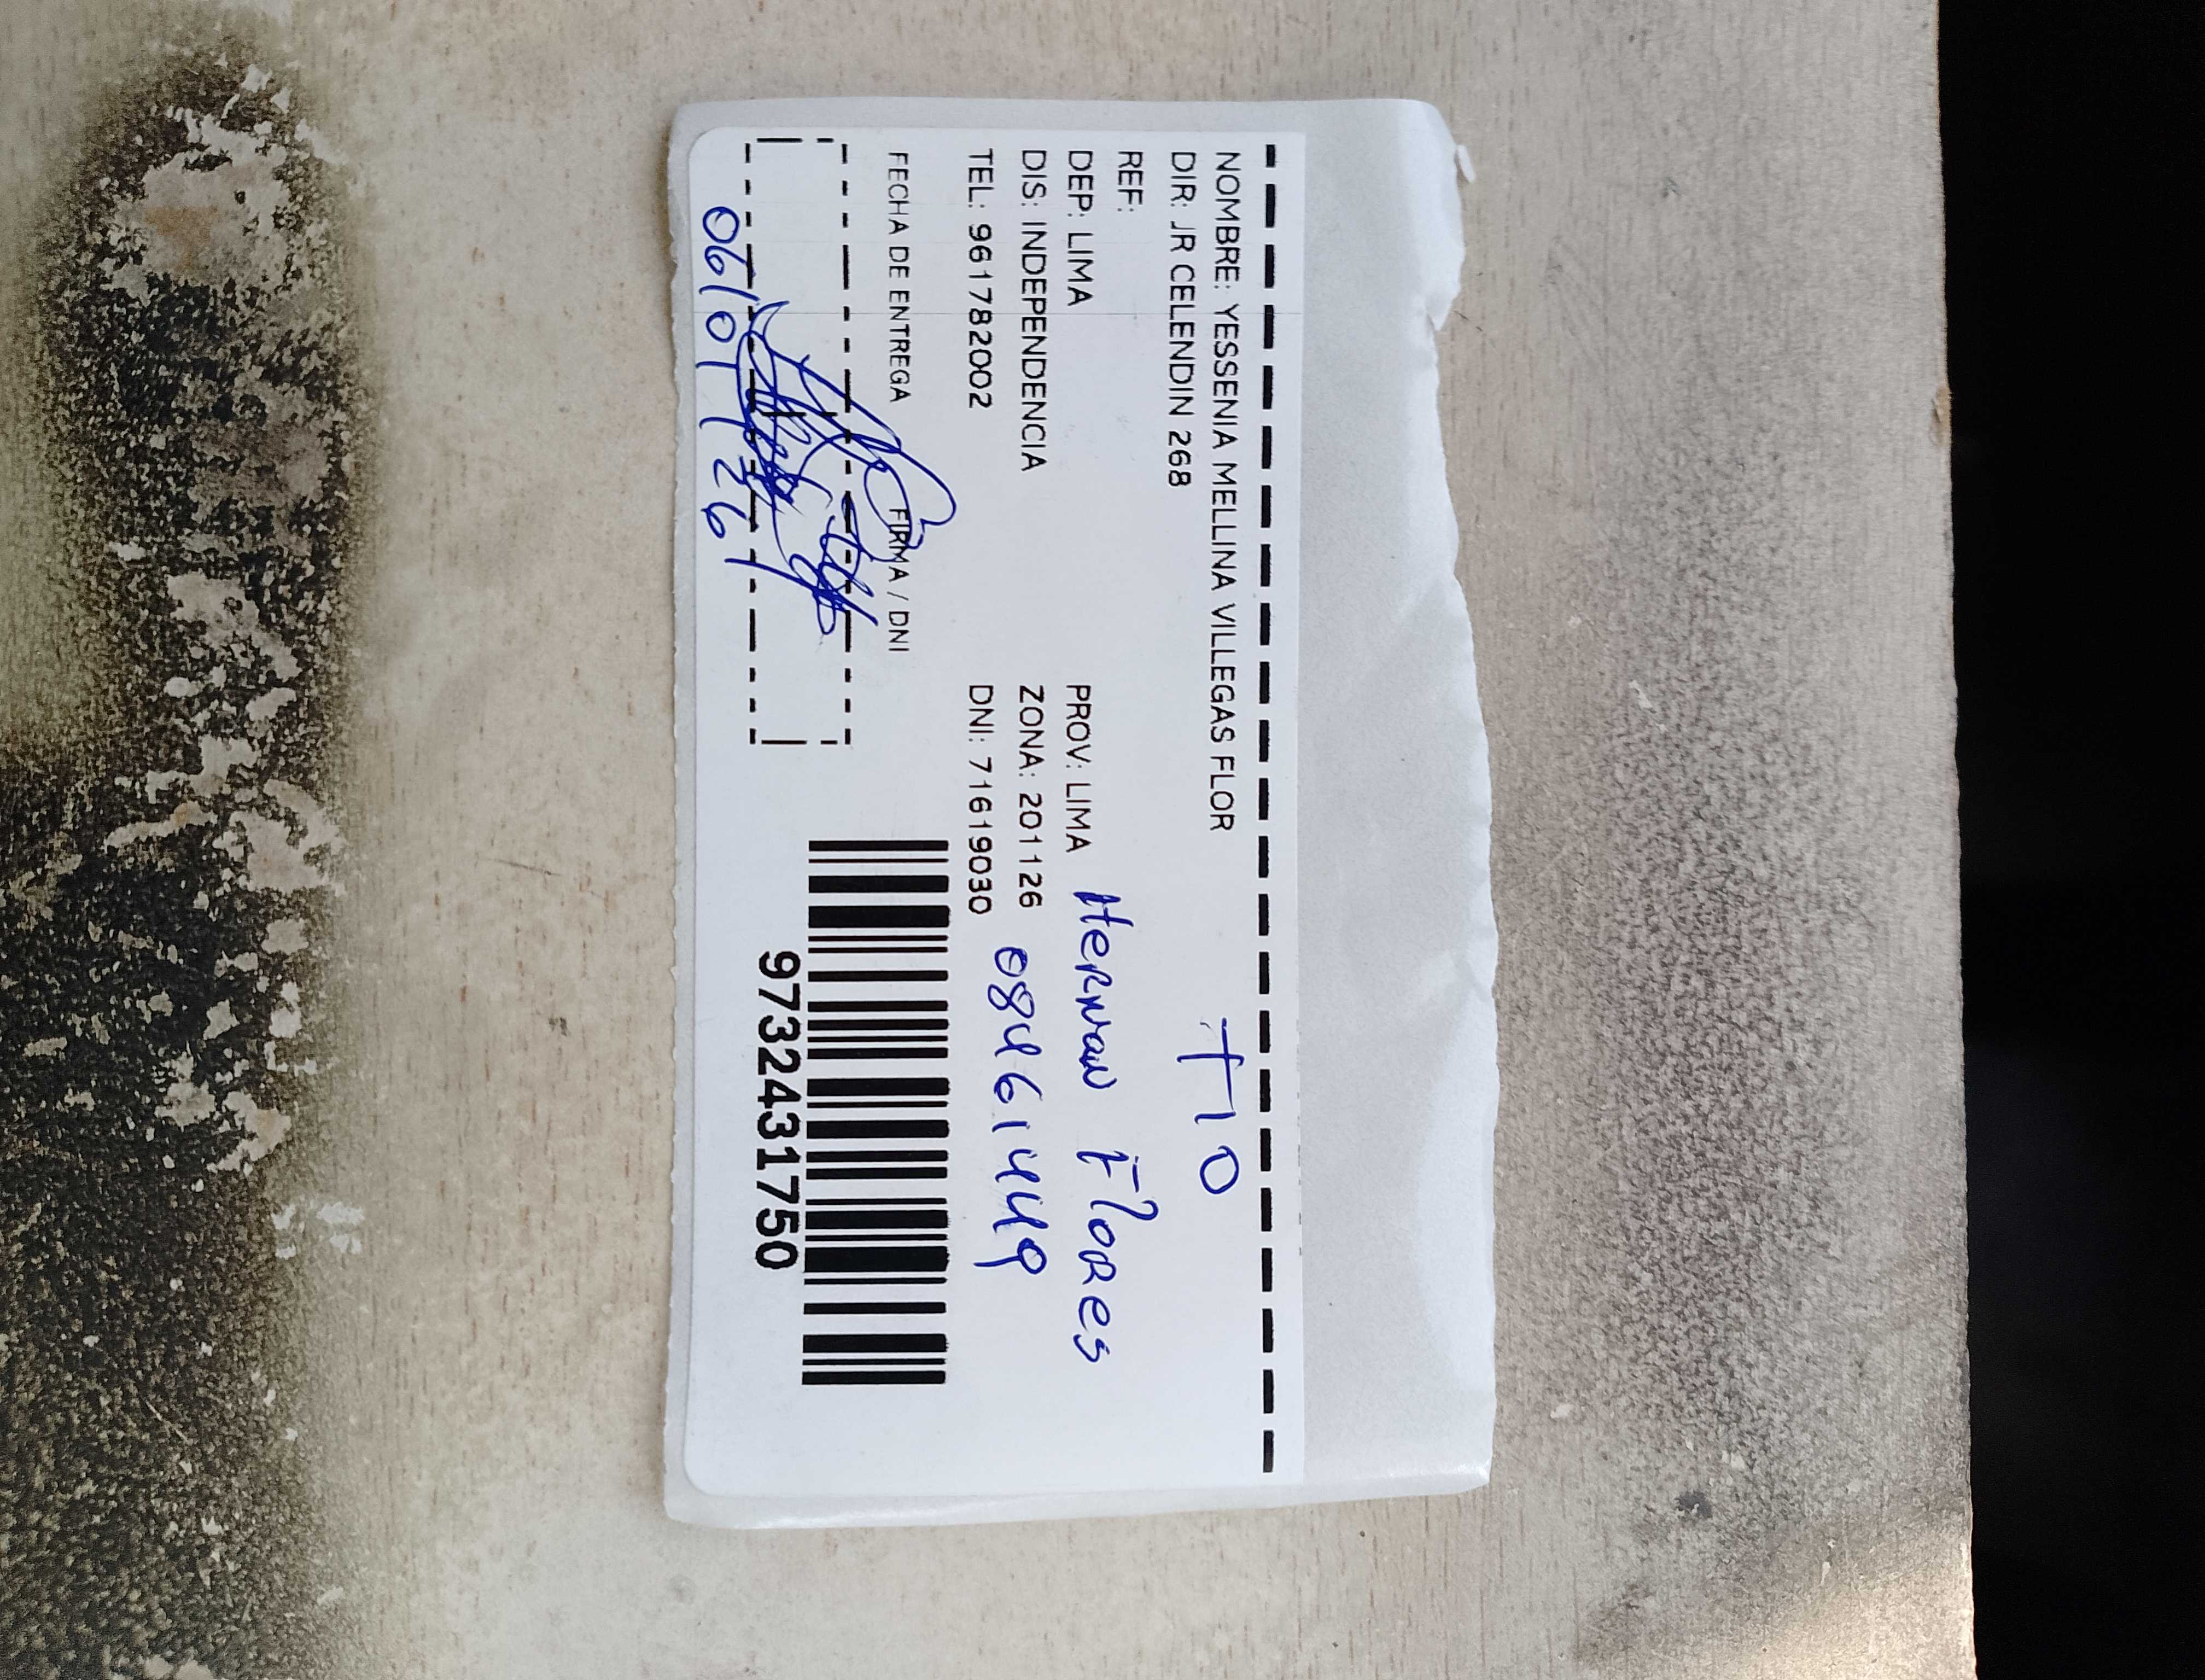 NOMBRE: YESSENIA MELLINA VILLEGAS FLOR
DIR: JR CELENDIN 268
TIO
REF:
DEP: LIMA PROV: LIMA
Hernan Flores
DIS: INDEPENDENCIA ZONA: 201126
08461449
TEL: 961782002 DNI: 71619030
FECHA DE ENTREGA FIRMA / DNI
06/01/26
9732431750